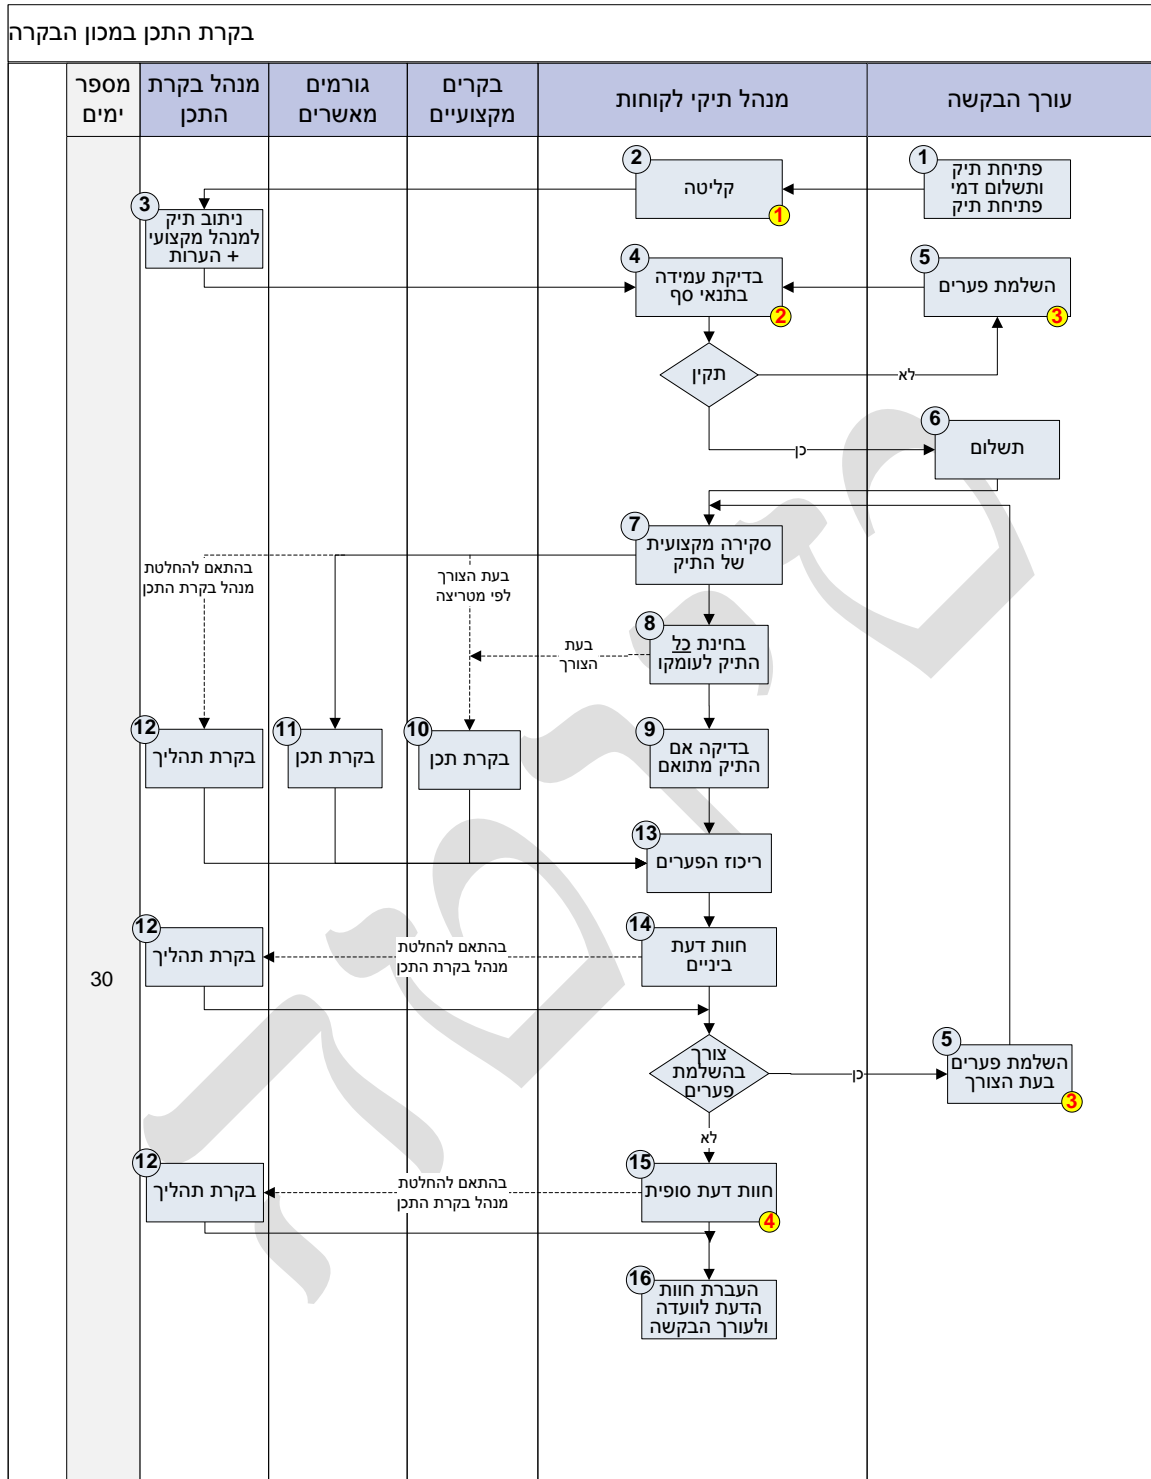 בקרת התכן במכון הבקרה
עורך הבקשה
מנהל תיקי לקוחות
בקרים
מקצועיים
גורמים
מאשרים
מנהל בקרת
התכן
מספר
ימים
1
פתיחת תיק
ותשלום דמי
פתיחת תיק
2
קליטה
1
3
ניתוב תיק
למנהל מקצועי
+ הערות
4
בדיקת עמידה
בתנאי סף
2
5
השלמת פערים
3
תקין
לא
כן
6
תשלום
7
סקירה מקצועית
של התיק
בעת הצורך
לפי מטריצה
בהתאם להחלטת
מנהל בקרת התכן
8
בחינת כל
התיק לעומקו
בעת
הצורך
9
בדיקה אם
התיק מתואם
10
בקרת תכן
11
בקרת תכן
12
בקרת תהליך
13
ריכוז הפערים
14
חוות דעת
ביניים
בהתאם להחלטת
מנהל בקרת התכן
12
בקרת תהליך
30
צורך
בהשלמת
פערים
כן
5
השלמת פערים
בעת הצורך
3
לא
15
חוות דעת סופית
4
בהתאם להחלטת
מנהל בקרת התכן
12
בקרת תהליך
16
העברת חוות
הדעת לוועדה
ולעורך הבקשה